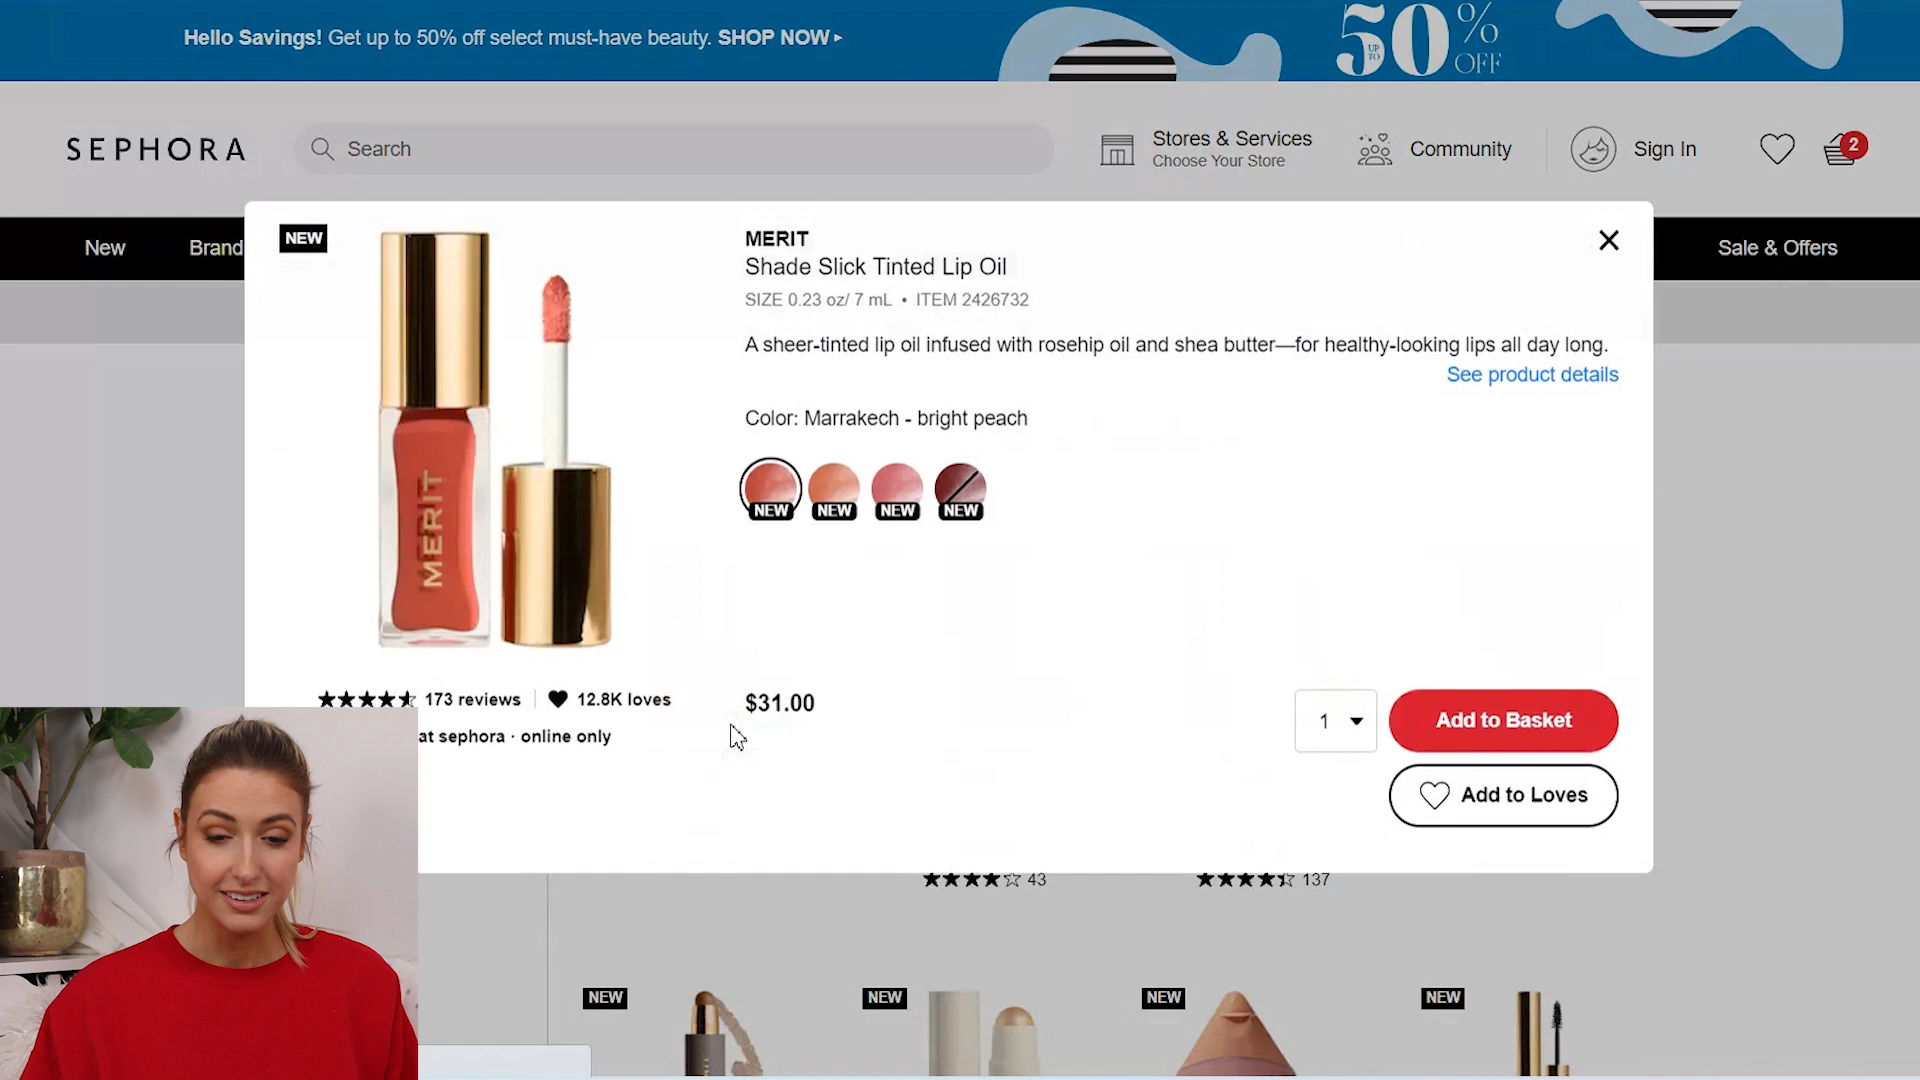 Hello Savings! Get up to 50% off select must-have beauty. SHOP NOW ▸
UP TO 50% OFF
SEPHORA
Search
Stores & Services
Choose Your Store
Community
Sign In
2
New
Brand
Sale & Offers
NEW
MERIT
Shade Slick Tinted Lip Oil
SIZE 0.23 oz/ 7 mL • ITEM 2426732
A sheer-tinted lip oil infused with rosehip oil and shea butter—for healthy-looking lips all day long.
See product details
Color: Marrakech - bright peach
NEW
NEW
NEW
NEW
MERIT
173 reviews
12.8K loves
at sephora · online only
$31.00
1
Add to Basket
Add to Loves
43
137
NEW
NEW
NEW
NEW